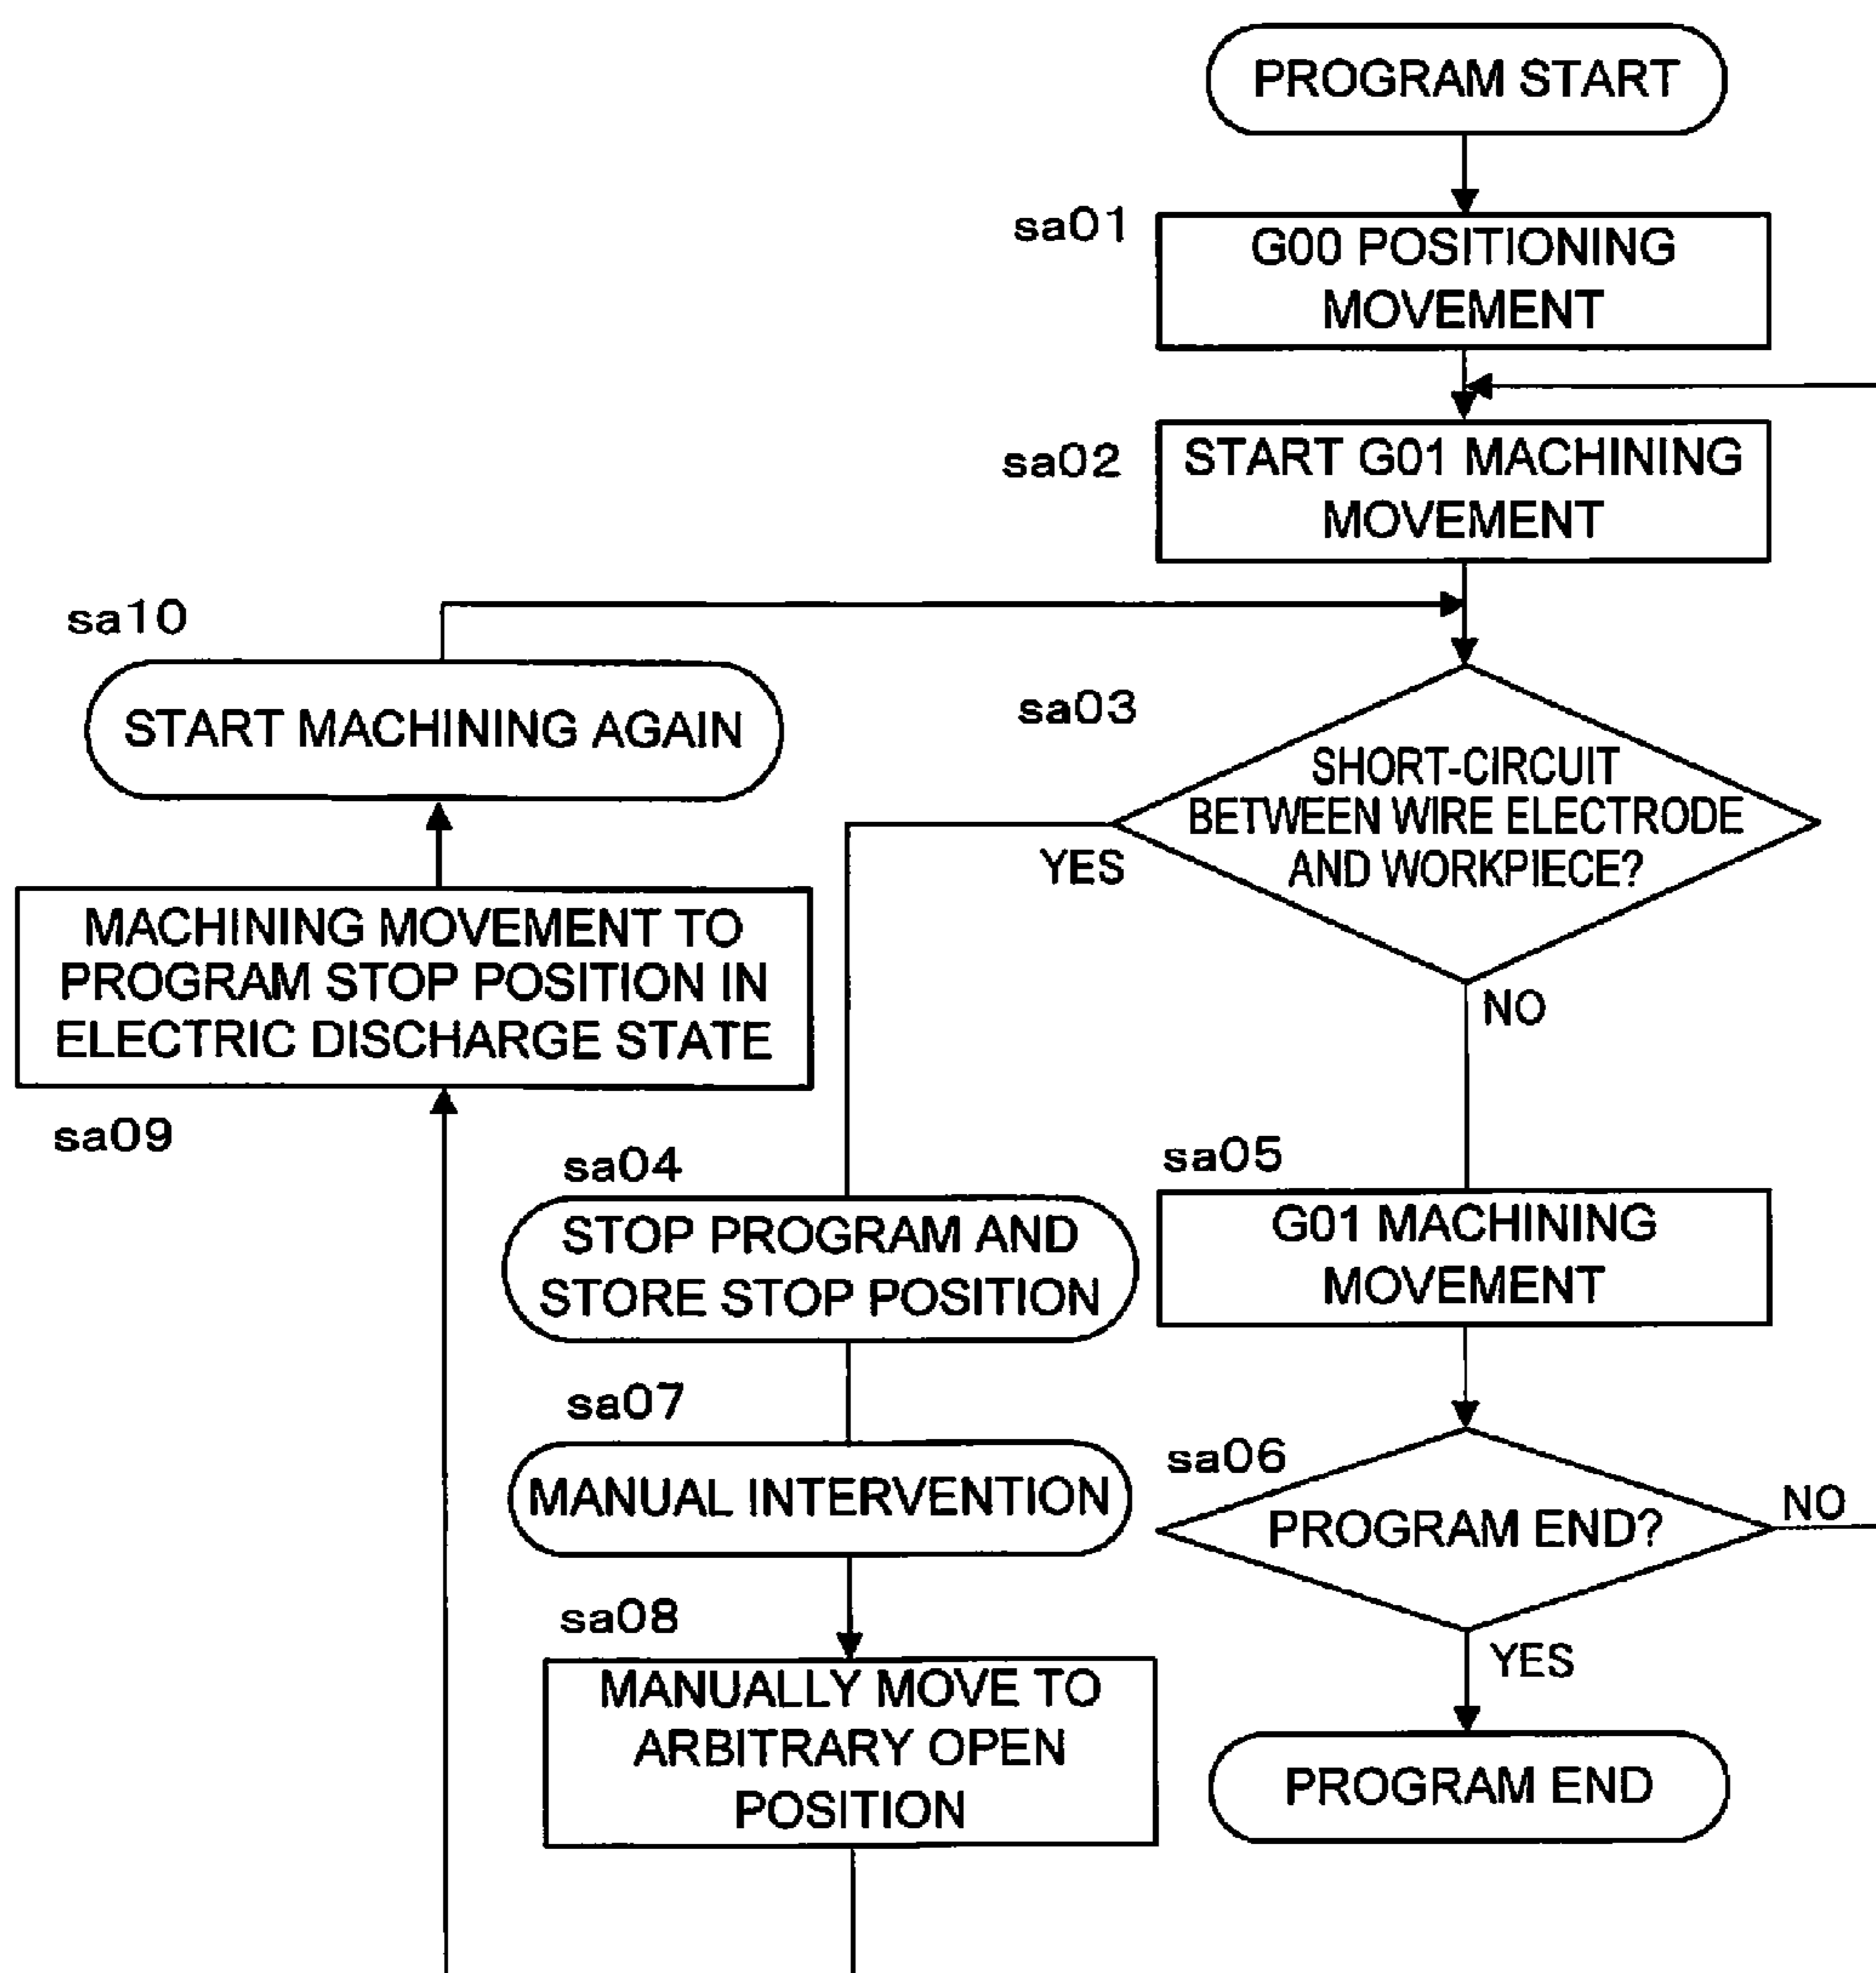 PROGRAM START
sa01
G00 POSITIONING
MOVEMENT
sa02
START G01 MACHINING
MOVEMENT
sa10
START MACHINING AGAIN
sa03
SHORT-CIRCUIT
BETWEEN WIRE ELECTRODE
AND WORKPIECE?
YES
NO
MACHINING MOVEMENT TO
PROGRAM STOP POSITION IN
ELECTRIC DISCHARGE STATE
sa09
sa04
STOP PROGRAM AND
STORE STOP POSITION
sa05
G01 MACHINING
MOVEMENT
sa07
MANUAL INTERVENTION
sa06
PROGRAM END?
NO
YES
sa08
MANUALLY MOVE TO
ARBITRARY OPEN
POSITION
PROGRAM END